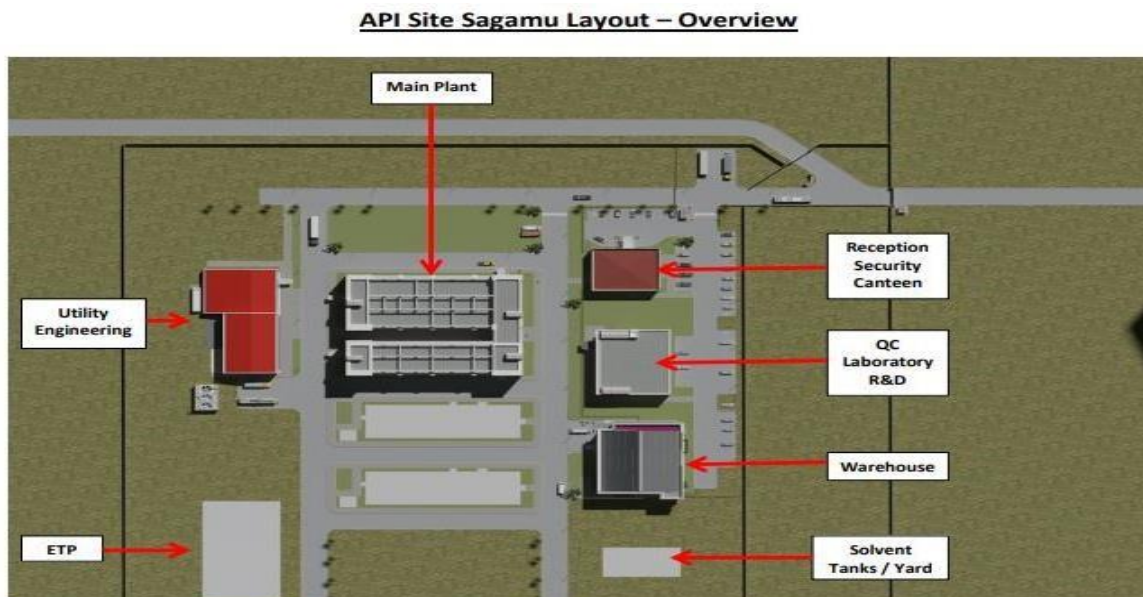 API Site Sagamu Layout – Overview
Main Plant
Reception
Security
Canteen
Utility
Engineering
QC
Laboratory
R&D
Warehouse
ETP
Solvent
Tanks / Yard